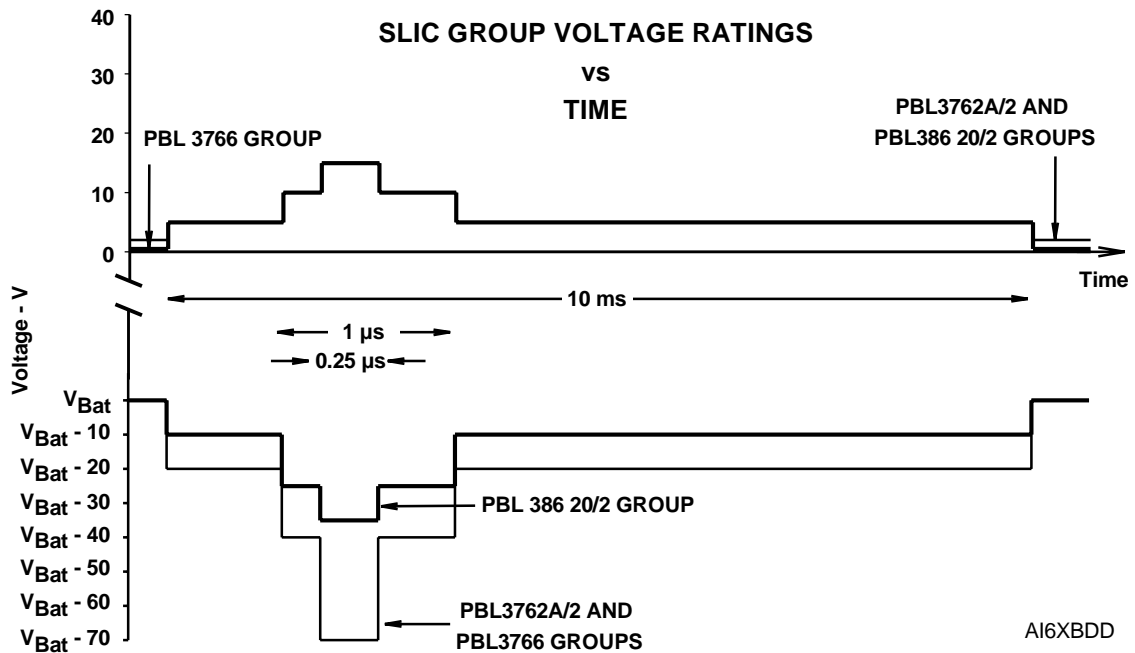 SLIC GROUP VOLTAGE RATINGS
vs
TIME
40
30
20
10
0
PBL 3766 GROUP
PBL3762A/2 AND
PBL386 20/2 GROUPS
Time
10 ms
1 µs
0.25 µs
Voltage - V
VBat
VBat - 10
VBat - 20
VBat - 30
VBat - 40
VBat - 50
VBat - 60
VBat - 70
PBL 386 20/2 GROUP
PBL3762A/2 AND
PBL3766 GROUPS
AI6XBDD